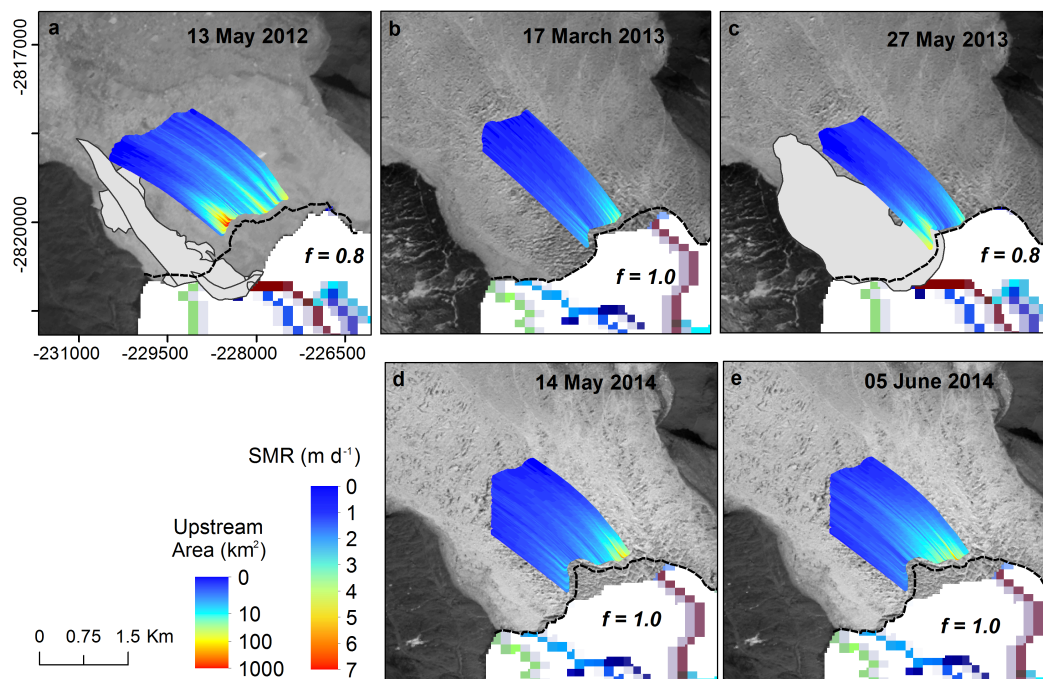 a
13 May 2012
b
17 March 2013
c
27 May 2013
-2817000
-2820000
f = 0.8
f = 1.0
f = 0.8
-231000
-229500
-228000
-226500
d
14 May 2014
e
05 June 2014
f = 1.0
f = 1.0
SMR (m d⁻¹)
0
1
2
3
4
5
6
7
Upstream
Area (km²)
0
10
100
1000
0 0.75 1.5 Km